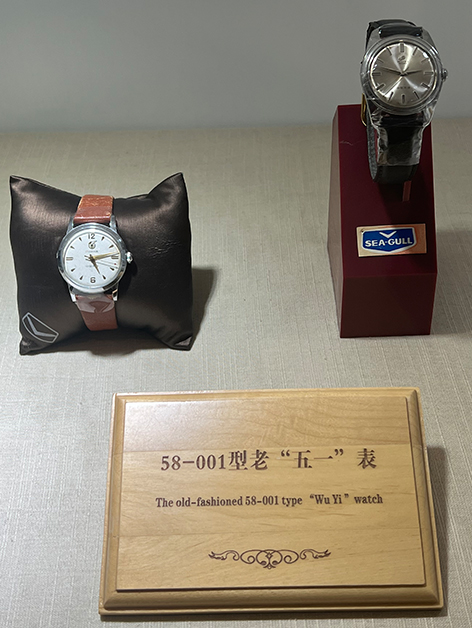 12
SEA-GULL
58-001型老“五一”表
The old-fashioned 58-001 type “Wu Yi” watch